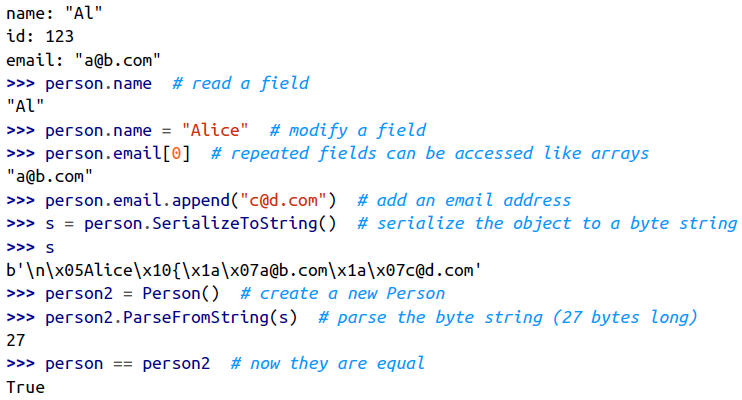 name: "Al"
id: 123
email: "a@b.com"
>>> person.name  # read a field
"Al"
>>> person.name = "Alice"  # modify a field
>>> person.email[0]  # repeated fields can be accessed like arrays
"a@b.com"
>>> person.email.append("c@d.com")  # add an email address
>>> s = person.SerializeToString()  # serialize the object to a byte string
>>> s
b'\n\x05Alice\x10{\x1a\x07a@b.com\x1a\x07c@d.com'
>>> person2 = Person()  # create a new Person
>>> person2.ParseFromString(s)  # parse the byte string (27 bytes long)
27
>>> person == person2  # now they are equal
True